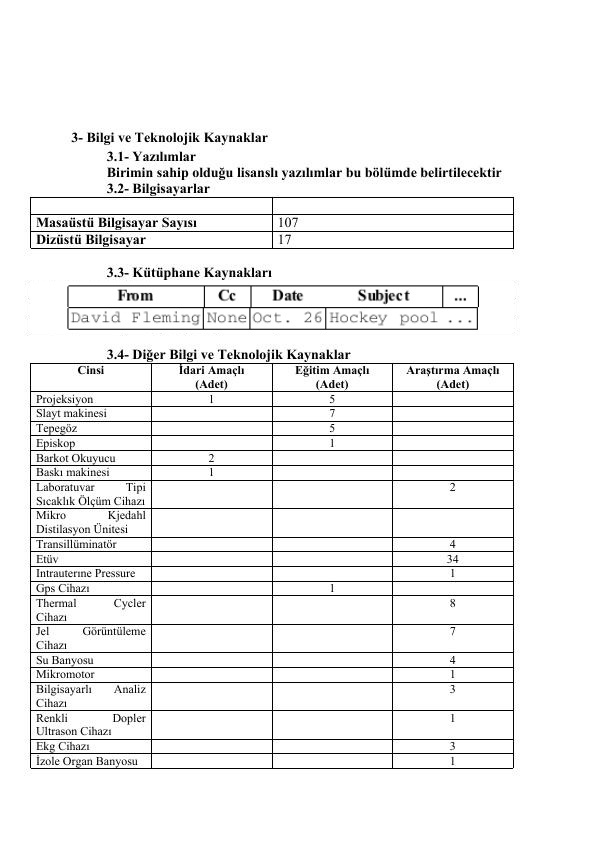 3- Bilgi ve Teknolojik Kaynaklar
3.1- Yazılımlar
Birimin sahip olduğu lisanslı yazılımlar bu bölümde belirtilecektir
3.2- Bilgisayarlar
Masaüstü Bilgisayar Sayısı 107
Dizüstü Bilgisayar 17
3.3- Kütüphane Kaynakları
From Cc Date Subject ...
David Fleming None Oct. 26 Hockey pool ...
3.4- Diğer Bilgi ve Teknolojik Kaynaklar
Cinsi İdari Amaçlı Eğitim Amaçlı Araştırma Amaçlı
(Adet) (Adet) (Adet)
Projeksiyon 1 5
Slayt makinesi 7
Tepegöz 5
Episkop 1
Barkot Okuyucu 2
Baskı makinesi 1
Laboratuvar Tipi 2
Sıcaklık Ölçüm Cihazı
Mikro Kjedahl
Distilasyon Ünitesi
Transillüminatör 4
Etüv 34
Intrauterıne Pressure 1
Gps Cihazı 1
Thermal Cycler 8
Cihazı
Jel Görüntüleme 7
Cihazı
Su Banyosu 4
Mikromotor 1
Bilgisayarlı Analiz 3
Cihazı
Renkli Dopler 1
Ultrason Cihazı
Ekg Cihazı 3
İzole Organ Banyosu 1